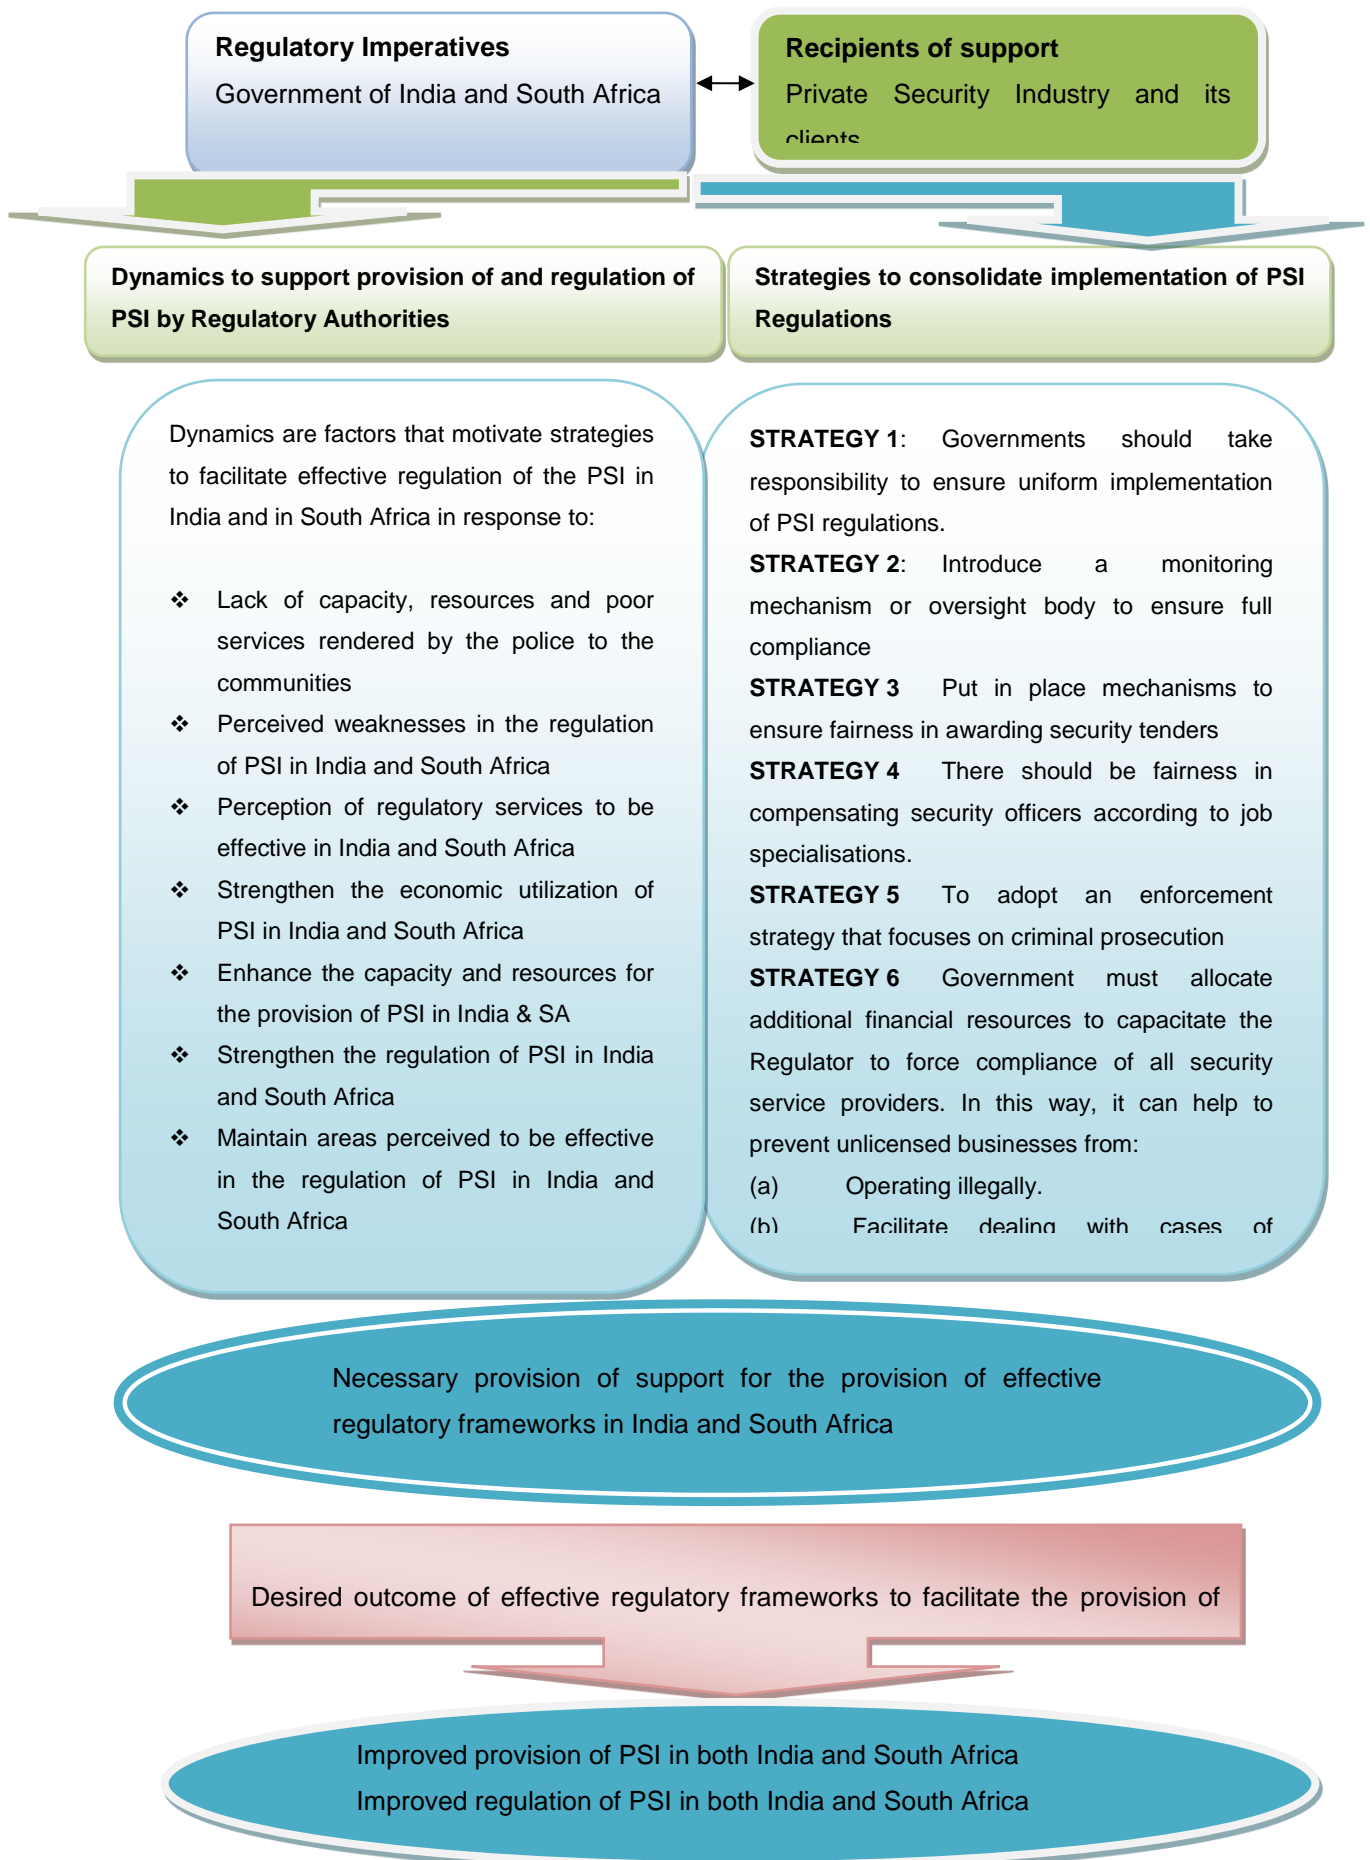 Regulatory Imperatives
Government of India and South Africa
Recipients of support
Private Security Industry and its
clients
Dynamics to support provision of and regulation of
PSI by Regulatory Authorities
Strategies to consolidate implementation of PSI
Regulations
Dynamics are factors that motivate strategies
to facilitate effective regulation of the PSI in
India and in South Africa in response to:
❖ Lack of capacity, resources and poor
services rendered by the police to the
communities
❖ Perceived weaknesses in the regulation
of PSI in India and South Africa
❖ Perception of regulatory services to be
effective in India and South Africa
❖ Strengthen the economic utilization of
PSI in India and South Africa
❖ Enhance the capacity and resources for
the provision of PSI in India & SA
❖ Strengthen the regulation of PSI in India
and South Africa
❖ Maintain areas perceived to be effective
in the regulation of PSI in India and
South Africa
STRATEGY 1: Governments should take
responsibility to ensure uniform implementation
of PSI regulations.
STRATEGY 2: Introduce a monitoring
mechanism or oversight body to ensure full
compliance
STRATEGY 3 Put in place mechanisms to
ensure fairness in awarding security tenders
STRATEGY 4 There should be fairness in
compensating security officers according to job
specialisations.
STRATEGY 5 To adopt an enforcement
strategy that focuses on criminal prosecution
STRATEGY 6 Government must allocate
additional financial resources to capacitate the
Regulator to force compliance of all security
service providers. In this way, it can help to
prevent unlicensed businesses from:
(a) Operating illegally.
(b) Facilitate dealing with cases of
Necessary provision of support for the provision of effective
regulatory frameworks in India and South Africa
Desired outcome of effective regulatory frameworks to facilitate the provision of
Improved provision of PSI in both India and South Africa
Improved regulation of PSI in both India and South Africa